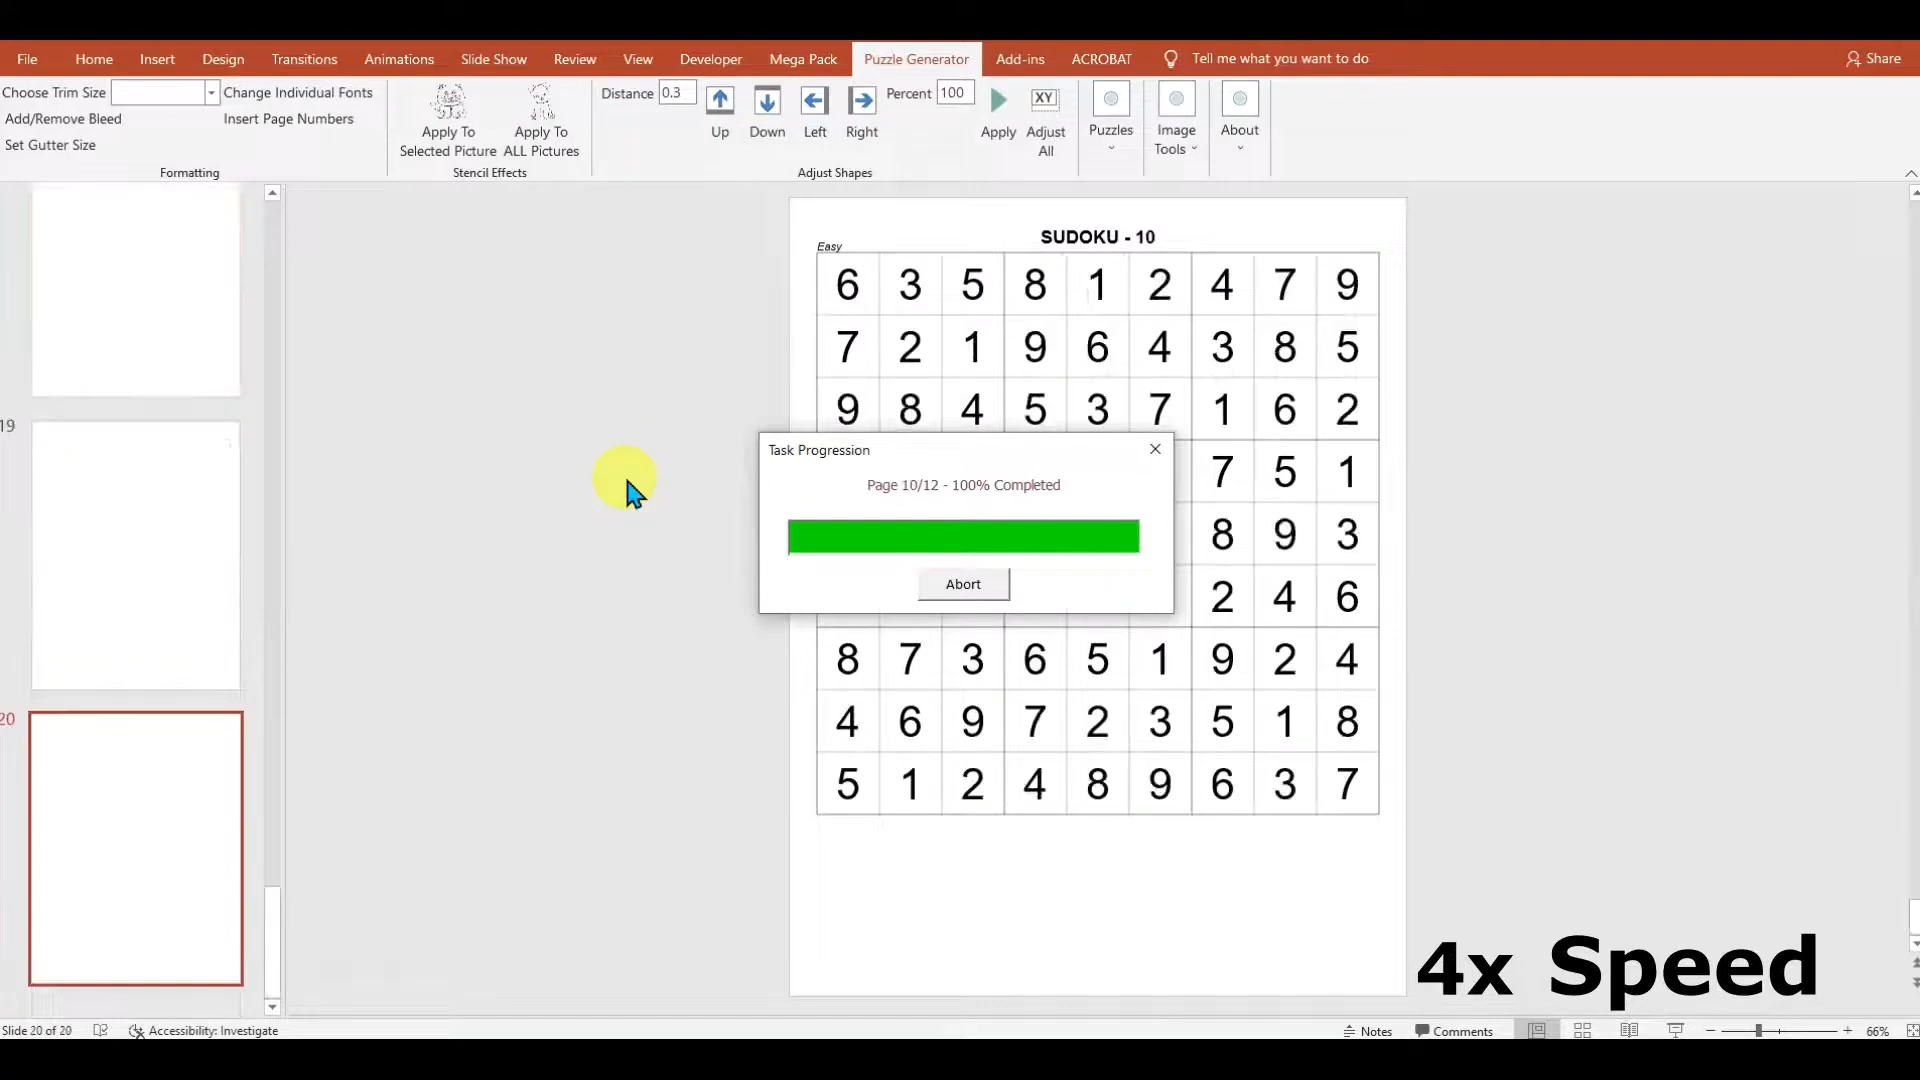 File Home Insert Design Transitions Animations Slide Show Review View Developer Mega Pack Puzzle Generator Add-ins ACROBAT Tell me what you want to do Share
Choose Trim Size Change Individual Fonts
Add/Remove Bleed Insert Page Numbers
Set Gutter Size
Formatting
Apply To Selected Picture
Apply To ALL Pictures
Stencil Effects
Distance 0.3 Up Down Left Right Percent 100 Apply XY Adjust All
Adjust Shapes
Puzzles
Image Tools
About
19
20
SUDOKU - 10
Easy
6 3 5 8 1 2 4 7 9
7 2 1 9 6 4 3 8 5
9 8 4 5 3 7 1 6 2
7 5 1
8 9 3
2 4 6
8 7 3 6 5 1 9 2 4
4 6 9 7 2 3 5 1 8
5 1 2 4 8 9 6 3 7
Task Progression
Page 10/12 - 100% Completed
Abort
4x Speed
Slide 20 of 20 Accessibility: Investigate Notes Comments 66%